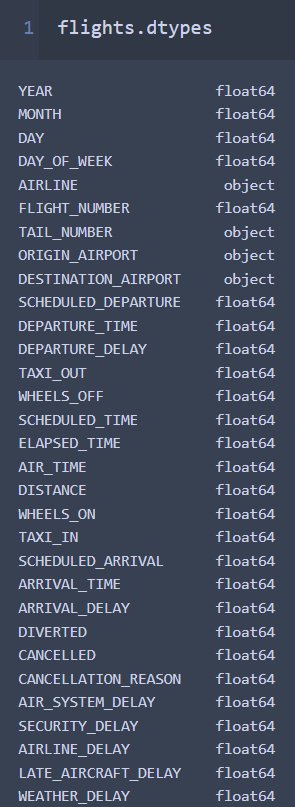 1 flights.dtypes
YEAR float64
MONTH float64
DAY float64
DAY_OF_WEEK float64
AIRLINE object
FLIGHT_NUMBER float64
TAIL_NUMBER object
ORIGIN_AIRPORT object
DESTINATION_AIRPORT object
SCHEDULED_DEPARTURE float64
DEPARTURE_TIME float64
DEPARTURE_DELAY float64
TAXI_OUT float64
WHEELS_OFF float64
SCHEDULED_TIME float64
ELAPSED_TIME float64
AIR_TIME float64
DISTANCE float64
WHEELS_ON float64
TAXI_IN float64
SCHEDULED_ARRIVAL float64
ARRIVAL_TIME float64
ARRIVAL_DELAY float64
DIVERTED float64
CANCELLED float64
CANCELLATION_REASON float64
AIR_SYSTEM_DELAY float64
SECURITY_DELAY float64
AIRLINE_DELAY float64
LATE_AIRCRAFT_DELAY float64
WEATHER_DELAY float64